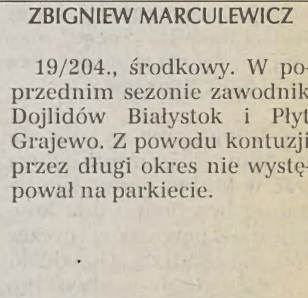 ZBIGNIEW MARCULEWICZ
19/204., środkowy. W po-
przednim sezonie zawodnik
Dojlidów Białystok i Płyt
Grajewo. Z powodu kontuzji
przez długi okres nie wystę-
pował na parkiecie.